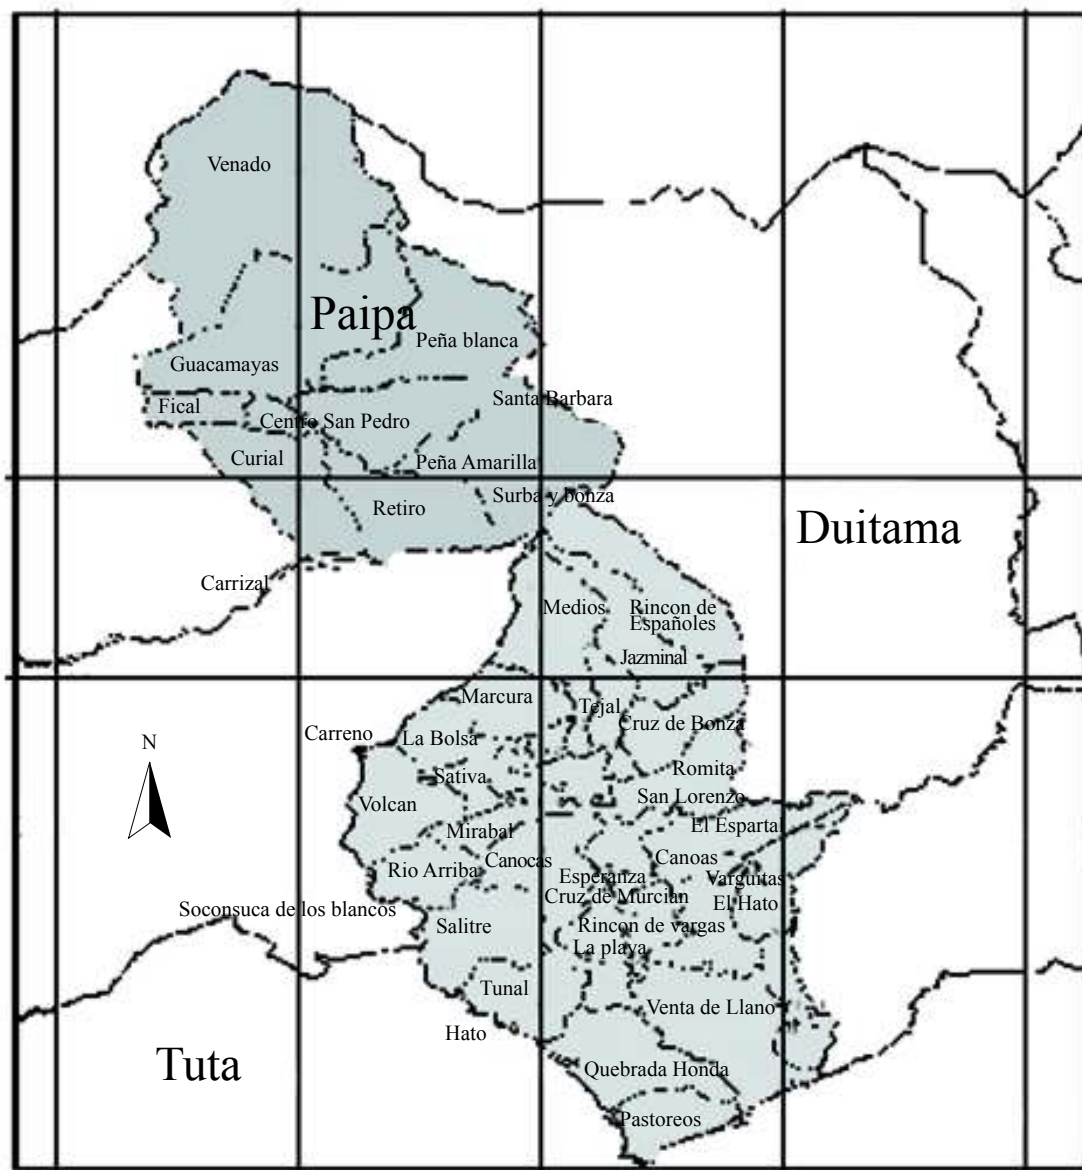 Venado
Paipa
Peña blanca
Guacamayas
Santa Barbara
Fical
Centro San Pedro
Curial
Peña Amarilla
Surba y bonza
Retiro
Duitama
Carrizal
Medios
Rincon de
Españoles
Jazminal
Marcura
Tejal
Cruz de Bonza
Carreno
La Bolsa
N
Romita
Sativa
San Lorenzo
Volcan
El Espartal
Mirabal
Canoas
Canocas
Rio Arriba
Esperanza
Varguitas
Cruz de Murcian
El Hato
Soconsuca de los blancos
Salitre
Rincon de vargas
La playa
Tunal
Venta de Llano
Hato
Tuta
Quebrada Honda
Pastoreos